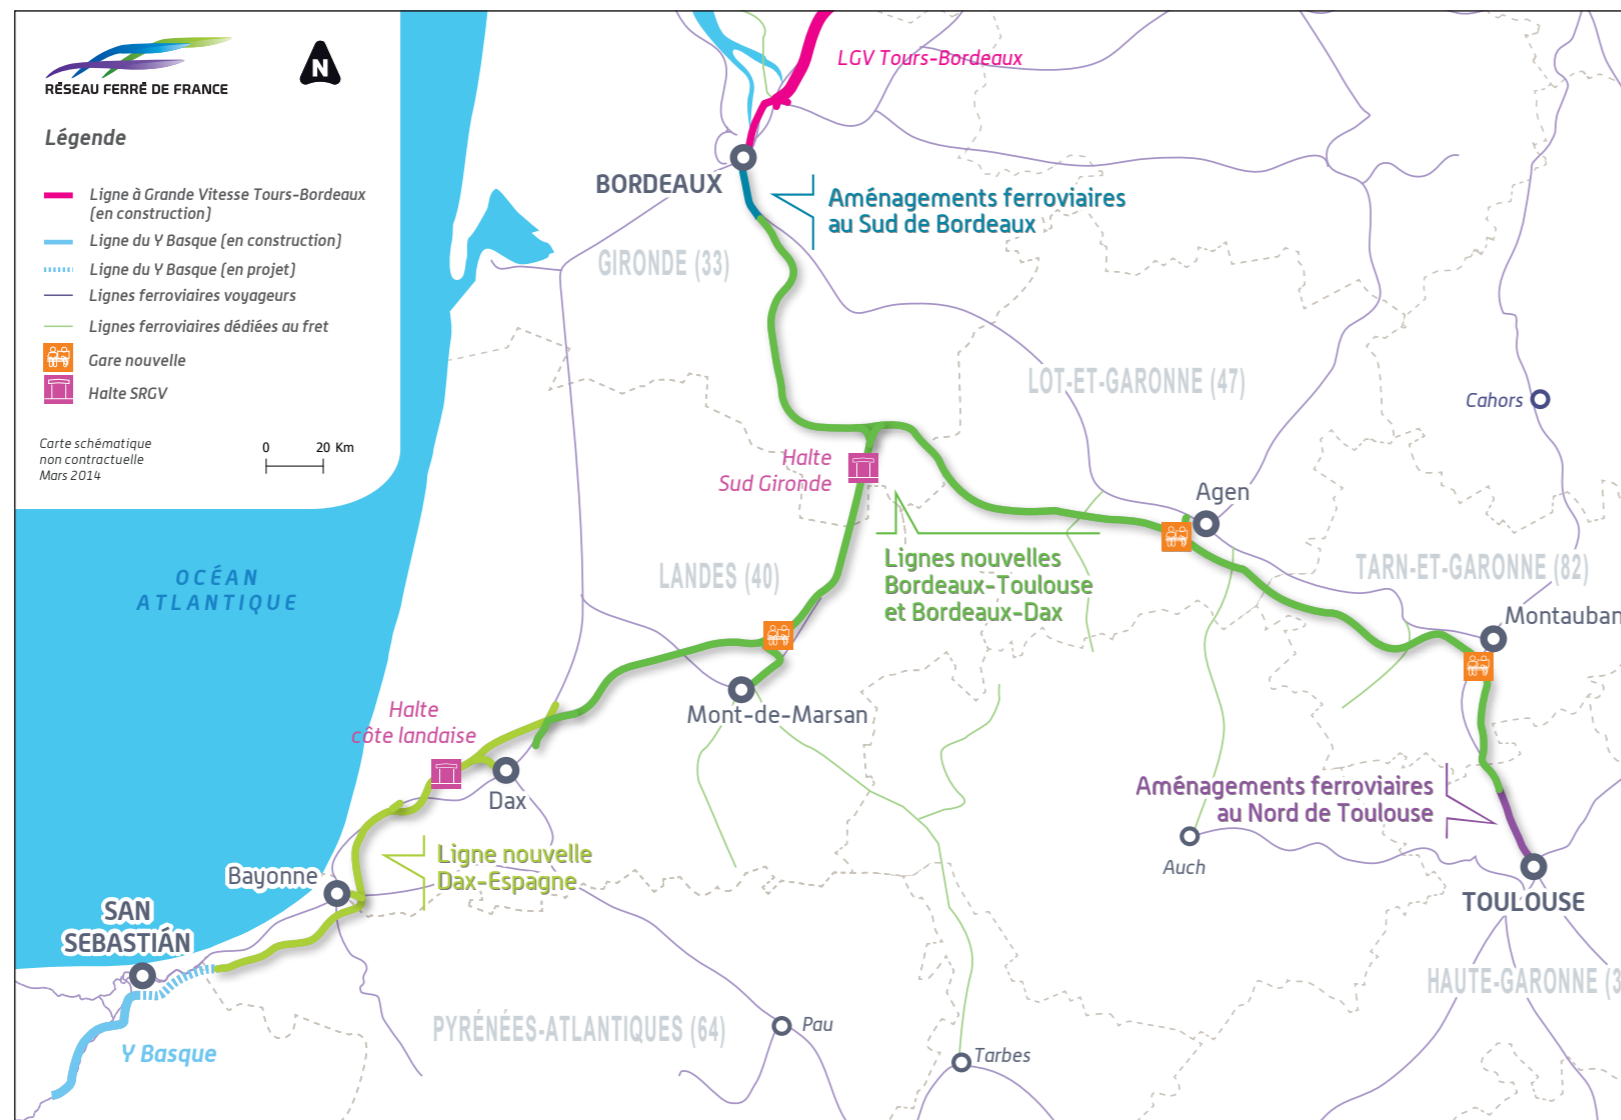 RÉSEAU FERRÉ DE FRANCE
N
Légende
Ligne à Grande Vitesse Tours-Bordeaux
(en construction)
Ligne du Y Basque (en construction)
Ligne du Y Basque (en projet)
Lignes ferroviaires voyageurs
Lignes ferroviaires dédiées au fret
Gare nouvelle
Halte SRGV
Carte schématique
non contractuelle
Mars 2014
0 20 Km
LGV Tours-Bordeaux
BORDEAUX
Aménagements ferroviaires
au Sud de Bordeaux
GIRONDE (33)
LOT-ET-GARONNE (47)
Cahors
Halte
Sud Gironde
Agen
Lignes nouvelles
Bordeaux-Toulouse
et Bordeaux-Dax
TARN-ET-GARONNE (82)
OCÉAN
ATLANTIQUE
LANDES (40)
Montauban
Mont-de-Marsan
Halte
côte landaise
Dax
Aménagements ferroviaires
au Nord de Toulouse
Ligne nouvelle
Dax-Espagne
Auch
Bayonne
TOULOUSE
SAN
SEBASTIÁN
HAUTE-GARONNE (3
PYRÉNÉES-ATLANTIQUES (64)
Pau
Y Basque
Tarbes